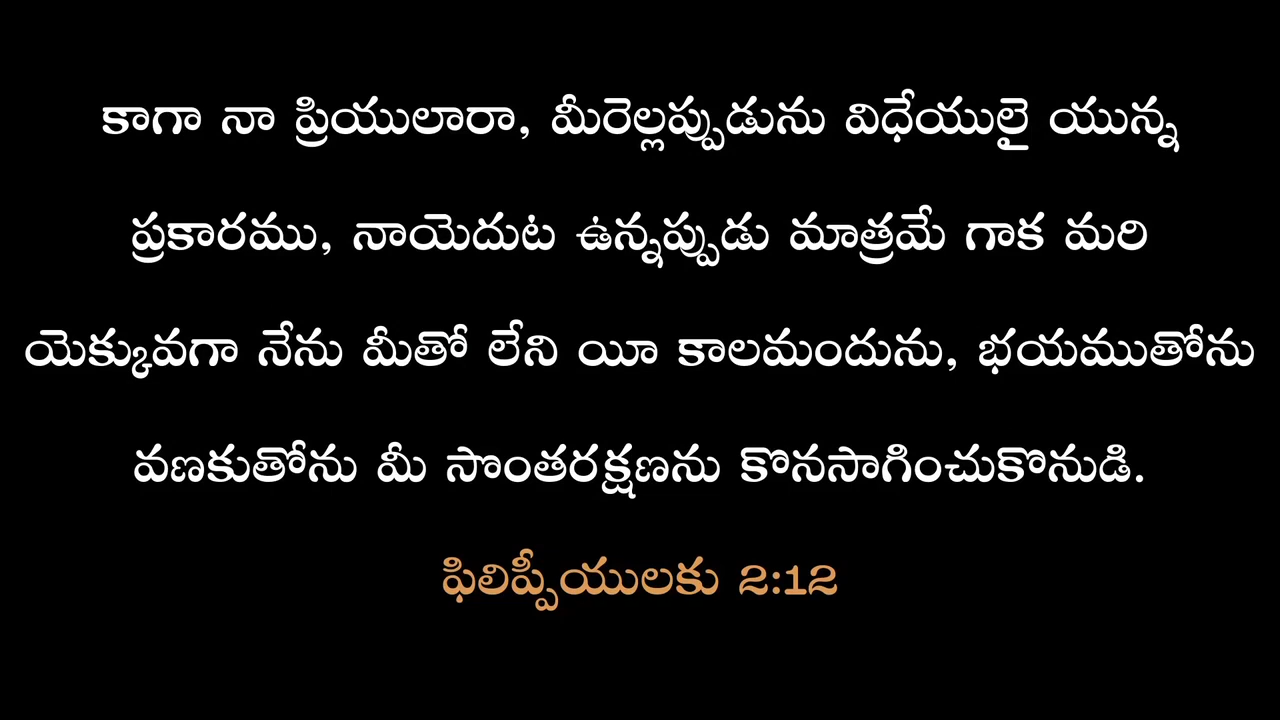 కాగా నా ప్రియులారా, మీరెల్లప్పుడును విధేయులై యున్న
ప్రకారము, నాయెదుట ఉన్నప్పుడు మాత్రమే గాక మరి
యెక్కువగా నేను మీతో లేని యీ కాలమందును, భయముతోను
వణకుతోను మీ సొంతరక్షణను కొనసాగించుకొనుడి.
ఫిలిప్పీయులకు 2:12